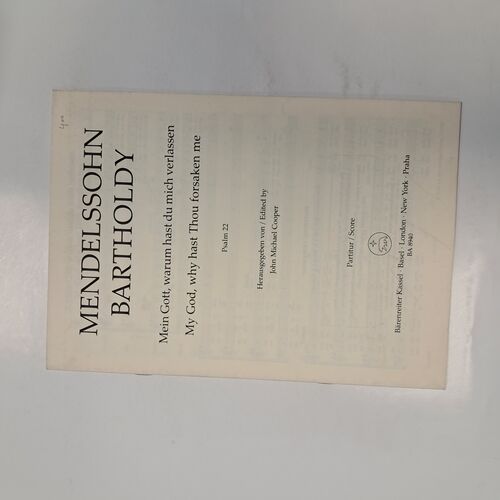 MENDELSSOHN
BARTHOLDY
Mein Gott, warum hast du mich verlassen
My God, why hast Thou forsaken me
Psalm 22
Herausgegeben von / Edited by
John Michael Cooper
Partitur / Score
Bärenreiter Kassel · Basel · London · New York · Praha
BA 8940